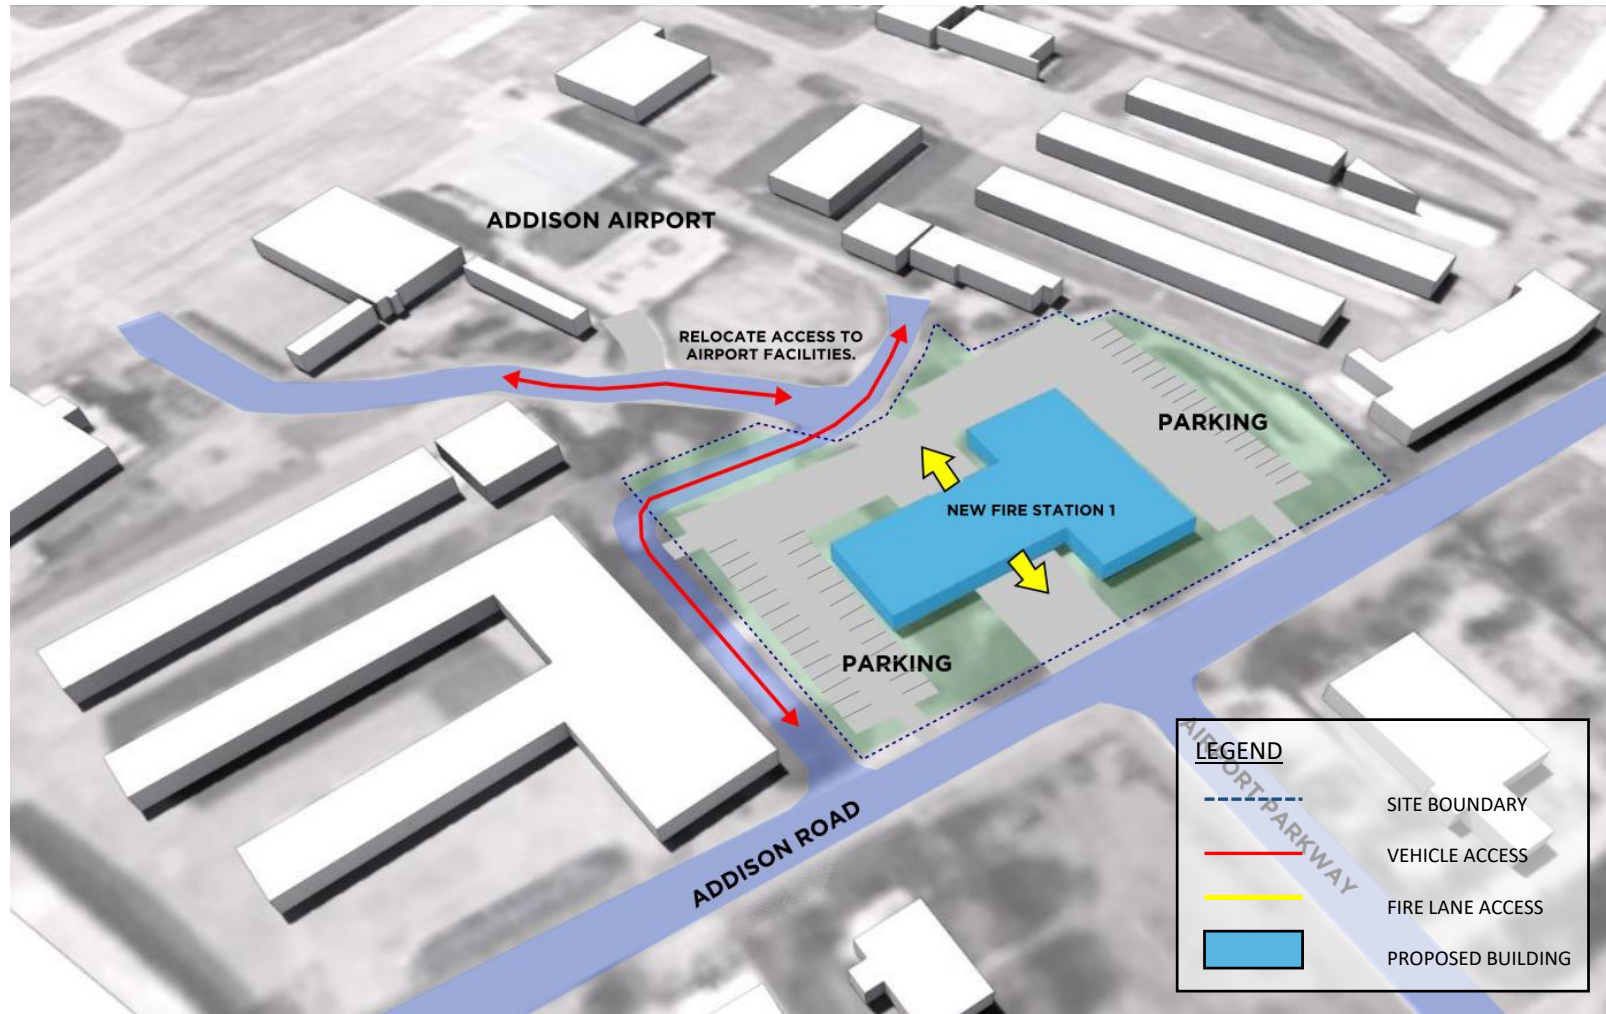 ADDISON AIRPORT
RELOCATE ACCESS TO
AIRPORT FACILITIES.
PARKING
NEW FIRE STATION 1
PARKING
ADDISON ROAD
AIRPORT PARKWAY
LEGEND
SITE BOUNDARY
VEHICLE ACCESS
FIRE LANE ACCESS
PROPOSED BUILDING